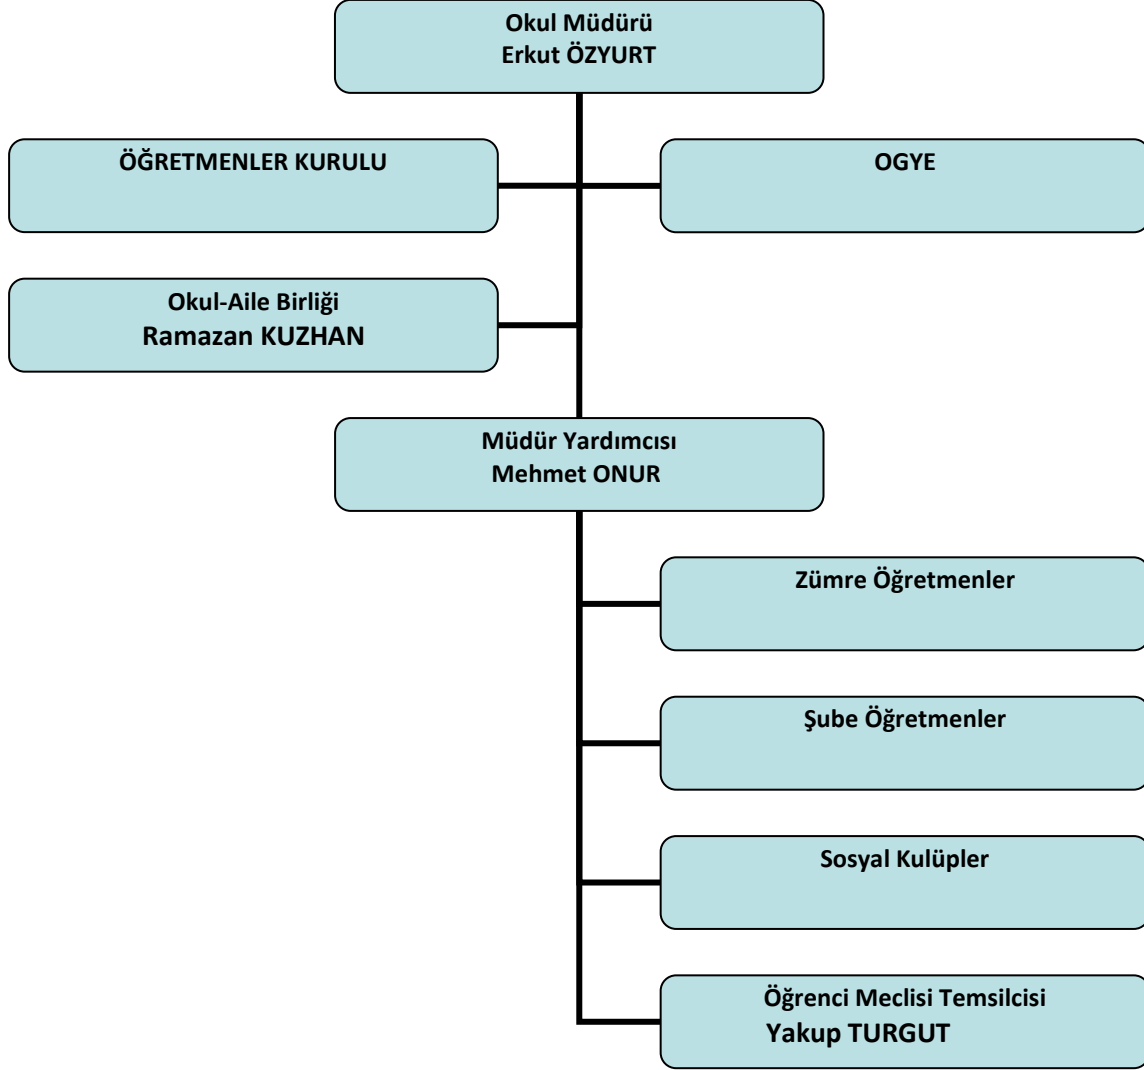 Okul Müdürü
Erkut ÖZYURT
ÖĞRETMENLER KURULU
OGYE
Okul-Aile Birliği
Ramazan KUZHAN
Müdür Yardımcısı
Mehmet ONUR
Zümre Öğretmenler
Şube Öğretmenler
Sosyal Kulüpler
Öğrenci Meclisi Temsilcisi
Yakup TURGUT